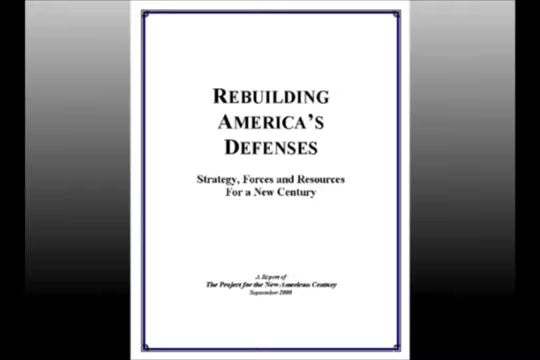 REBUILDING
AMERICA'S
DEFENSES
Strategy, Forces and Resources
For a New Century
A Report of
The Project for the New American Century
September 2000